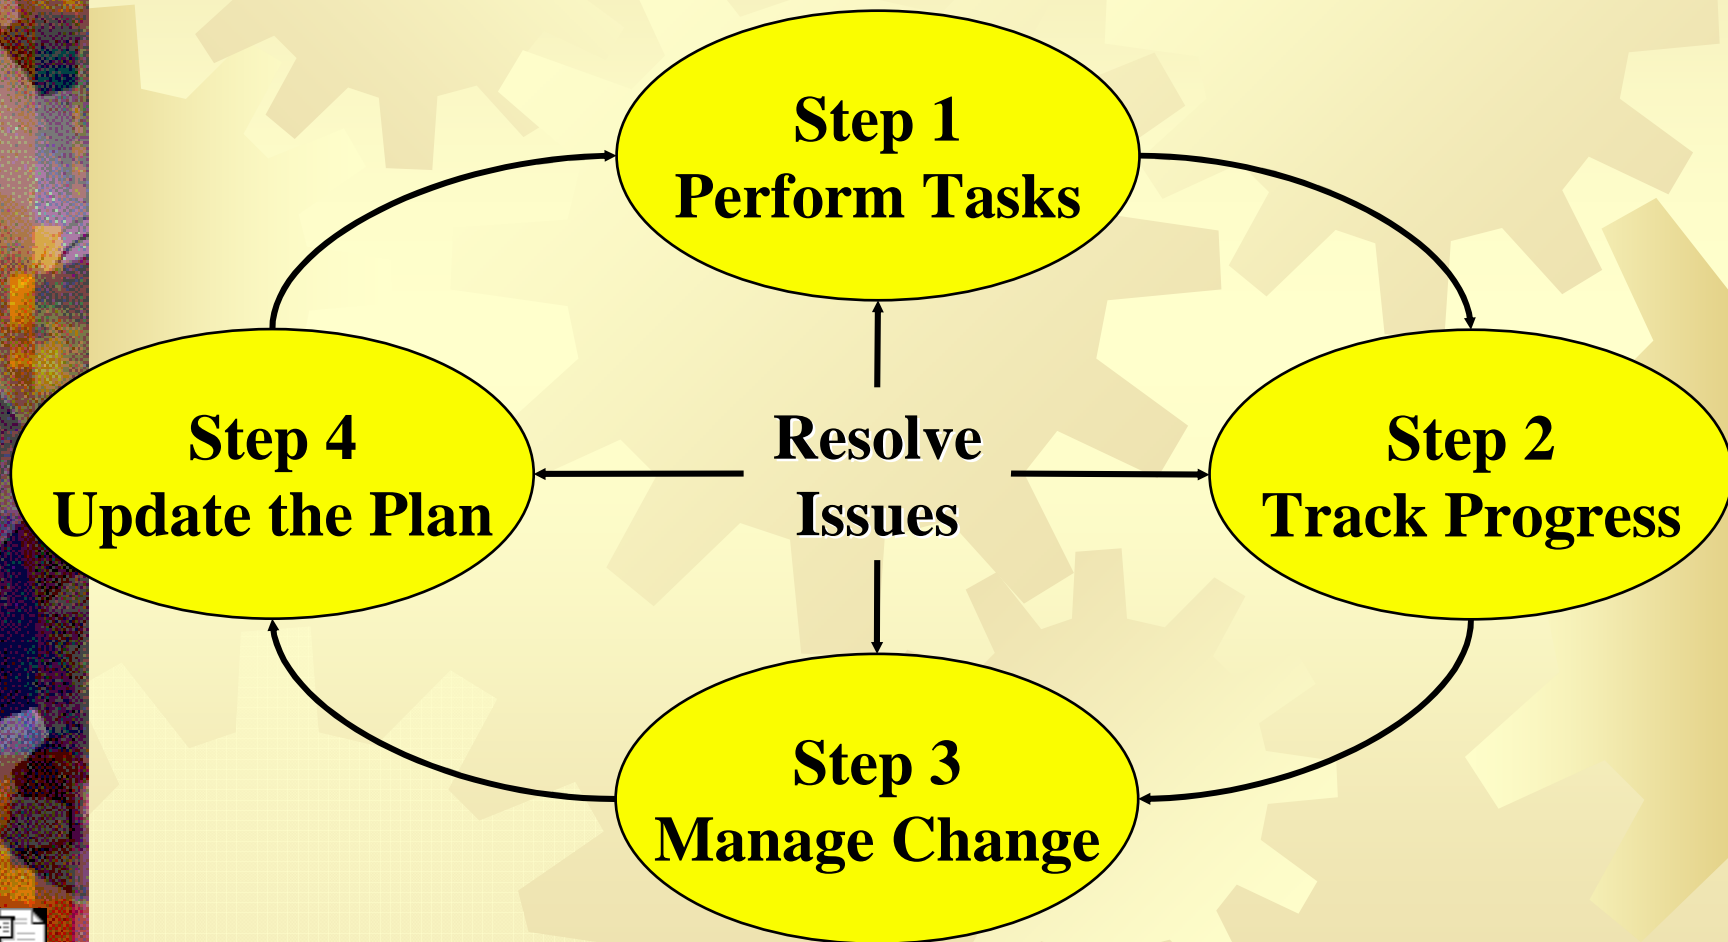 Step 1
Perform Tasks
Step 4
Update the Plan
Resolve
Issues
Step 2
Track Progress
Step 3
Manage Change